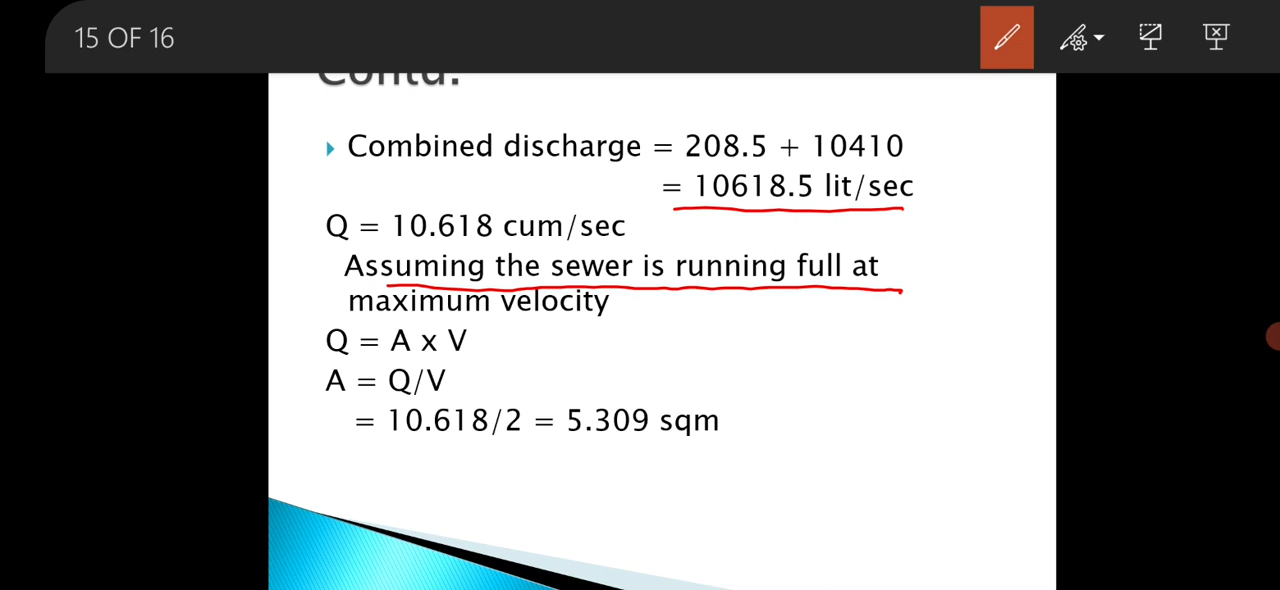 15 OF 16
Contd.
Combined discharge = 208.5 + 10410
= 10618.5 lit/sec
Q = 10.618 cum/sec
Assuming the sewer is running full at
maximum velocity
Q = A x V
A = Q/V
= 10.618/2 = 5.309 sqm